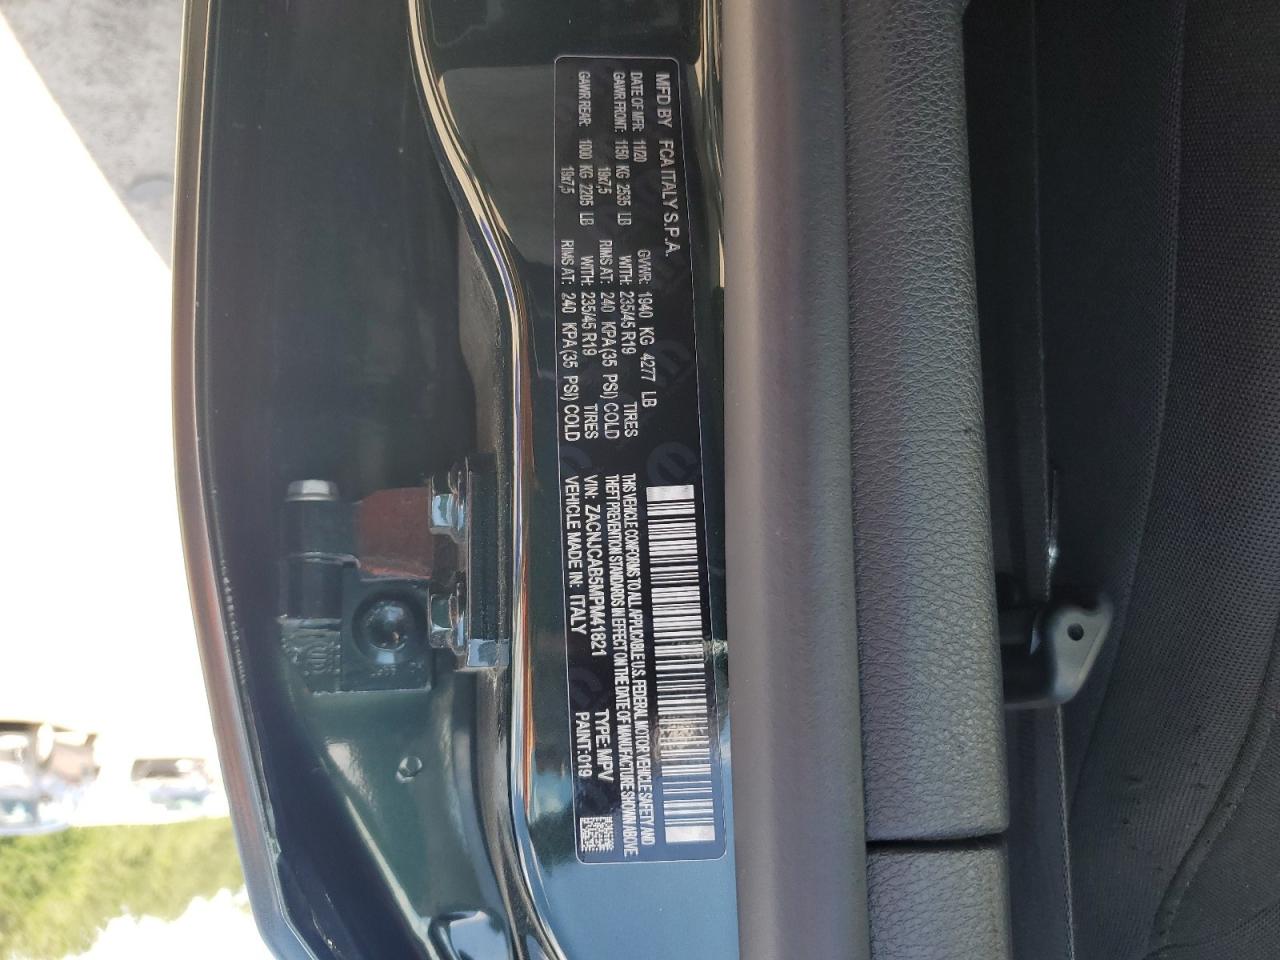 MFD BY FCA ITALY S.P.A.
DATE OF MFR: 11/20 GVWR: 1940 KG 4277 LB
GAWR FRONT: 1150 KG 2535 LB WITH: 235/45 R19 TIRES
19x7,5 RIMS AT: 240 KPA (35 PSI) COLD
GAWR REAR: 1000 KG 2205 LB WITH: 235/45 R19 TIRES
19x7,5 RIMS AT: 240 KPA (35 PSI) COLD
THIS VEHICLE CONFORMS TO ALL APPLICABLE U.S. FEDERAL MOTOR VEHICLE SAFETY AND
THEFT PREVENTION STANDARDS IN EFFECT ON THE DATE OF MANUFACTURE SHOWN ABOVE
VIN: ZACNJCAB5MPM41821 TYPE: MPV
VEHICLE MADE IN: ITALY PAINT: 019